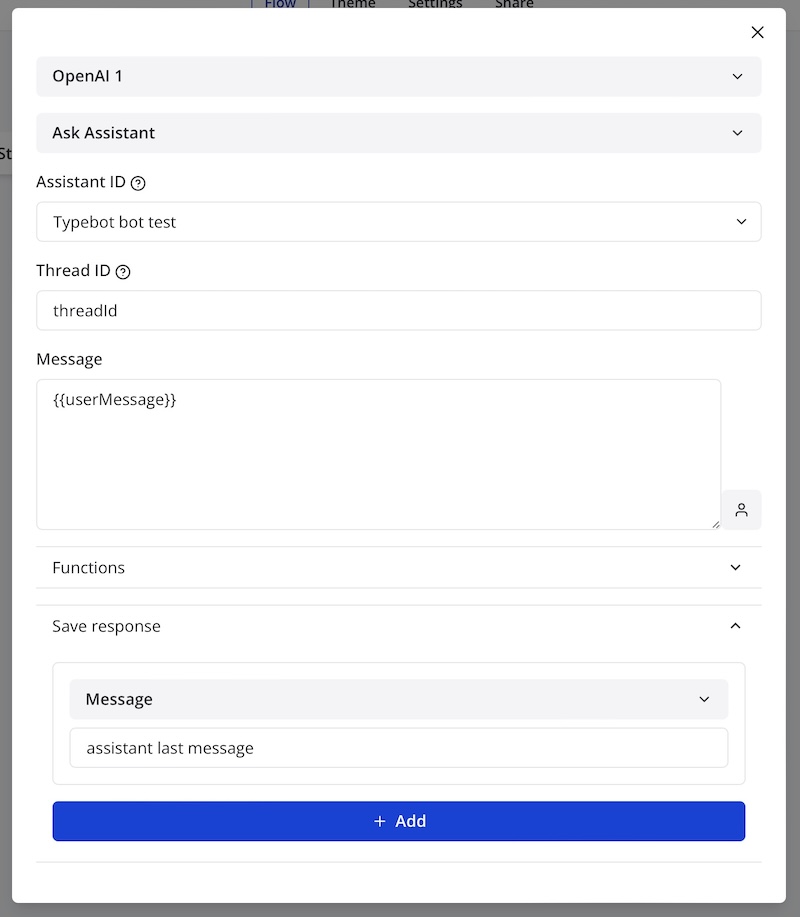 Flow Theme Settings Share
St
OpenAI 1
Ask Assistant
Assistant ID
Typebot bot test
Thread ID
threadId
Message
{{userMessage}}
Functions
Save response
Message
assistant last message
+ Add